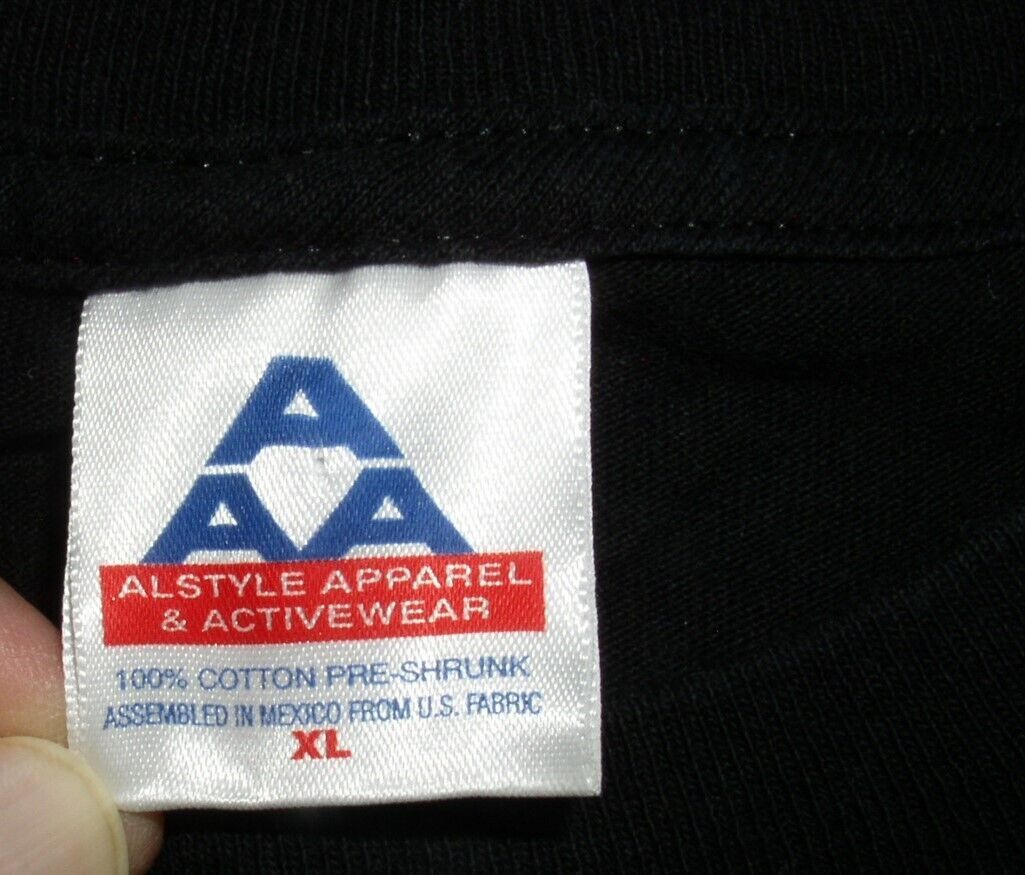 A
A A
ALSTYLE APPAREL
& ACTIVEWEAR
100% COTTON PRE-SHRUNK
ASSEMBLED IN MEXICO FROM U.S. FABRIC
XL